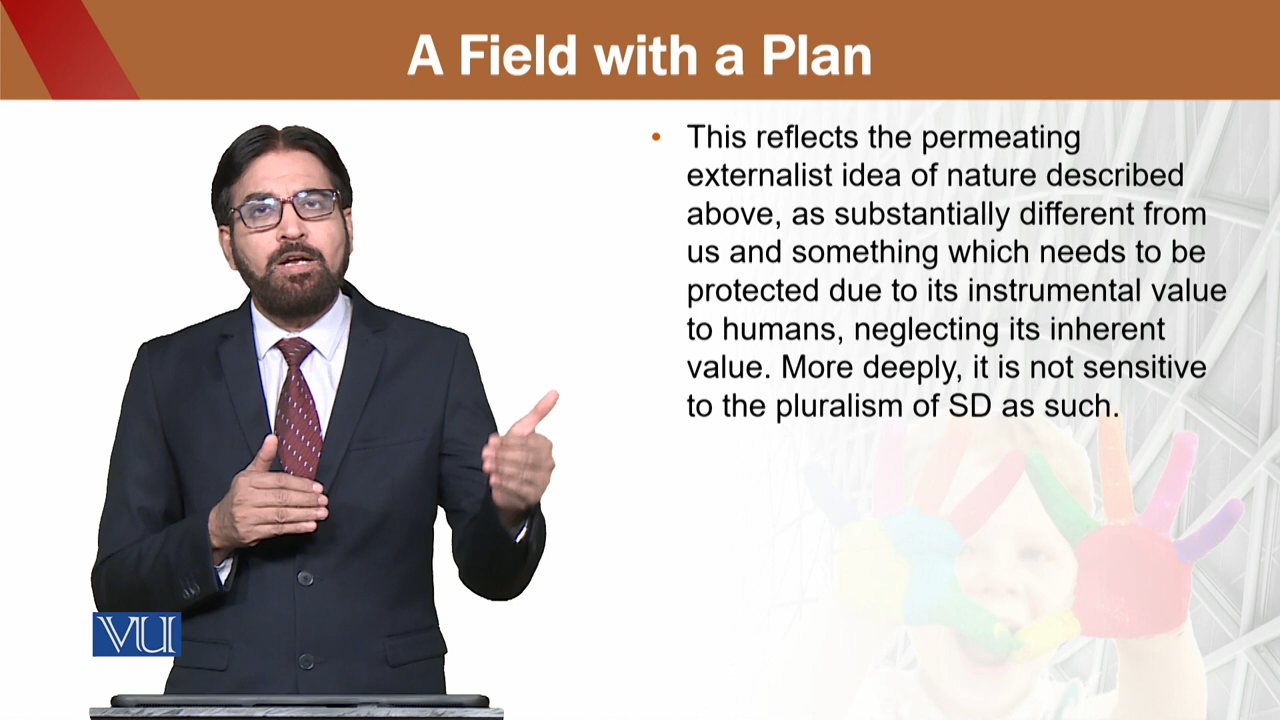 A Field with a Plan
• This reflects the permeating
externalist idea of nature described
above, as substantially different from
us and something which needs to be
protected due to its instrumental value
to humans, neglecting its inherent
value. More deeply, it is not sensitive
to the pluralism of SD as such.
VU